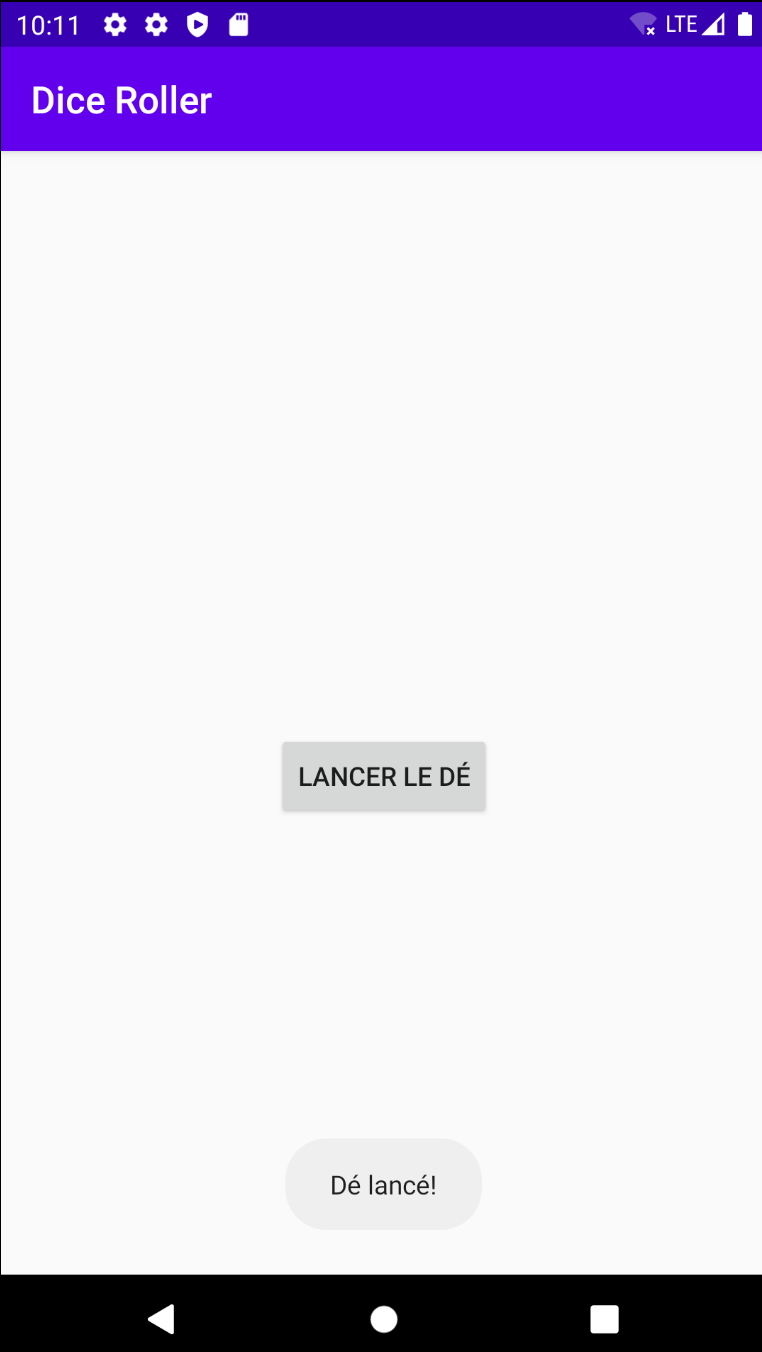 10:11 LTE
Dice Roller
LANCER LE DÉ
Dé lancé!